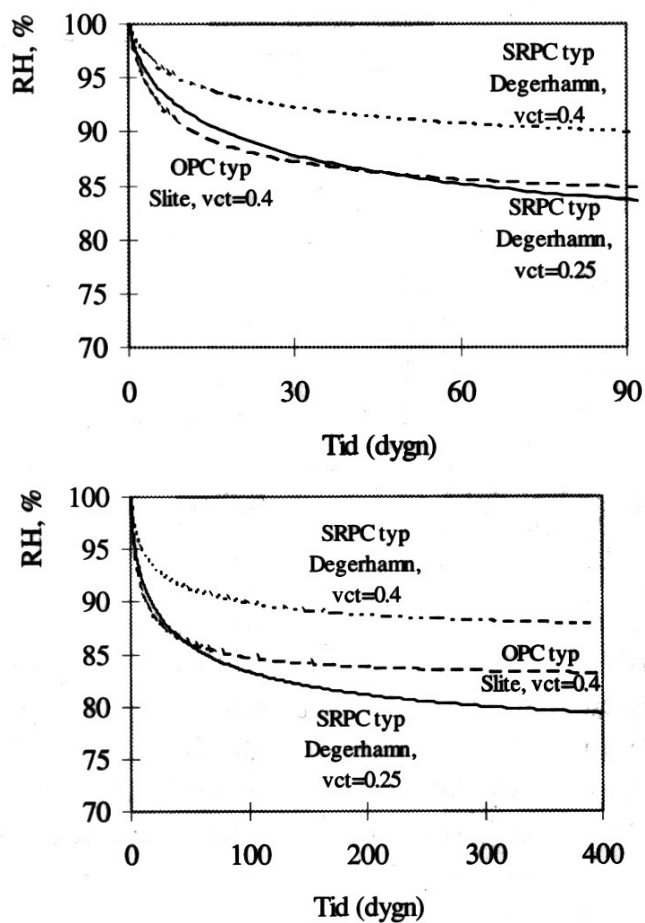 RH, %
100
95
90
85
80
75
70
SRPC typ
Degerhamn,
vct=0.4
OPC typ
Slite, vct=0.4
SRPC typ
Degerhamn,
vct=0.25
0 30 60 90
Tid (dygn)
RH, %
100
95
90
85
80
75
70
SRPC typ
Degerhamn,
vct=0.4
OPC typ
Slite, vct=0.4
SRPC typ
Degerhamn,
vct=0.25
0 100 200 300 400
Tid (dygn)